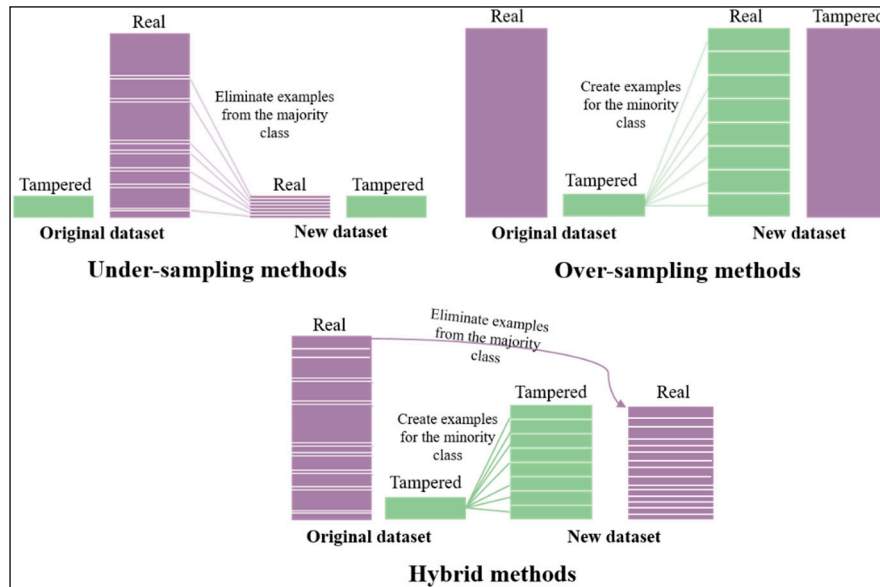 Real
Eliminate examples
from the majority
class
Tampered
Real
Tampered
Original dataset
New dataset
Under-sampling methods
Real
Real
Tampered
Create examples
for the minority
class
Tampered
Original dataset
New dataset
Over-sampling methods
Real
Eliminate examples
from the majority
class
Tampered
Real
Create examples
for the minority
class
Tampered
Original dataset
New dataset
Hybrid methods